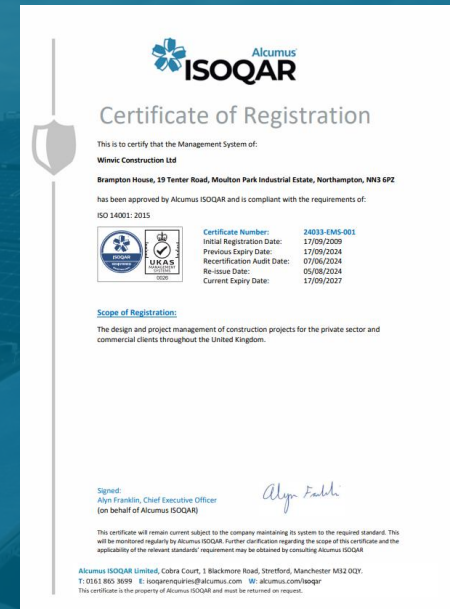 Alcumus
ISOQAR
Certificate of Registration
This is to certify that the Management System of:
Winvic Construction Ltd
Brampton House, 19 Tenter Road, Moulton Park Industrial Estate, Northampton, NN3 6PZ
has been approved by Alcumus ISOQAR and is compliant with the requirements of:
ISO 14001: 2015
ISOQAR
REGISTERED
UKAS
MANAGEMENT
SYSTEMS
0026
Certificate Number: 24033-EMS-001
Initial Registration Date: 17/09/2009
Previous Expiry Date: 17/09/2024
Recertification Audit Date: 07/06/2024
Re-issue Date: 05/08/2024
Current Expiry Date: 17/09/2027
Scope of Registration:
The design and project management of construction projects for the private sector and
commercial clients throughout the United Kingdom.
Signed:
Alyn Franklin, Chief Executive Officer
(on behalf of Alcumus ISOQAR)
This certificate will remain current subject to the company maintaining its system to the required standard. This
will be monitored regularly by Alcumus ISOQAR. Further clarification regarding the scope of this certificate and the
applicability of the relevant standards' requirement may be obtained by consulting Alcumus ISOQAR
Alcumus ISOQAR Limited, Cobra Court, 1 Blackmore Road, Stretford, Manchester M32 0QY.
T: 0161 865 3699 E: isoqarenquiries@alcumus.com W: alcumus.com/isoqar
This certificate is the property of Alcumus ISOQAR and must be returned on request.